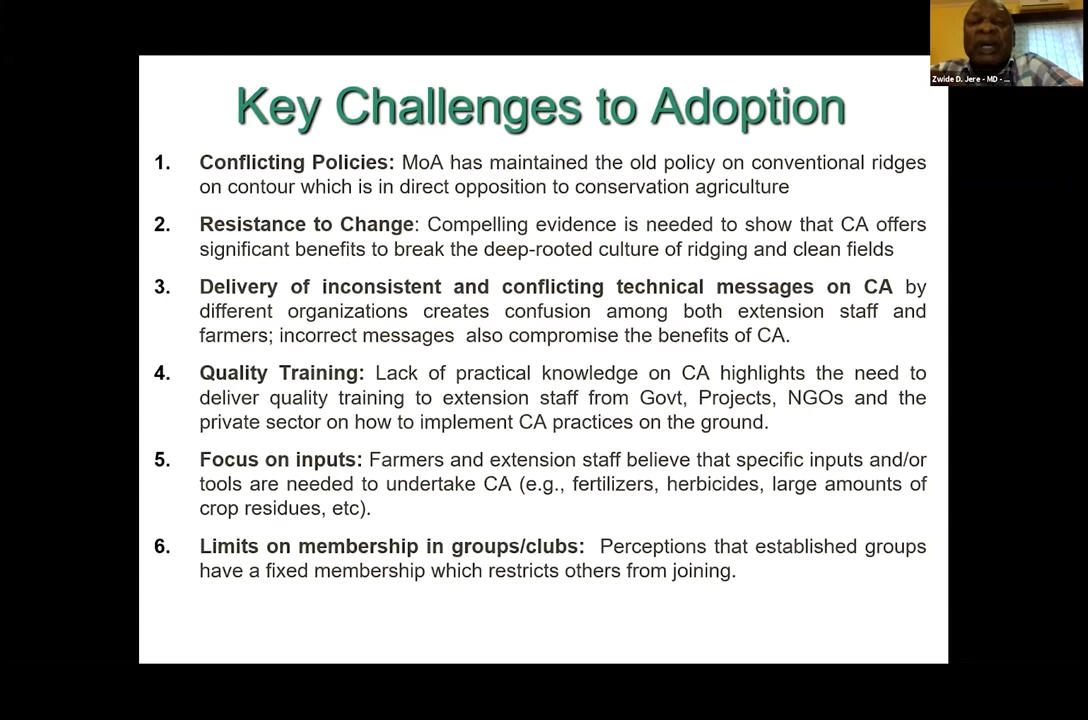 Zwide D. Jere - MD - ...
Key Challenges to Adoption
1. Conflicting Policies: MoA has maintained the old policy on conventional ridges
on contour which is in direct opposition to conservation agriculture
2. Resistance to Change: Compelling evidence is needed to show that CA offers
significant benefits to break the deep-rooted culture of ridging and clean fields
3. Delivery of inconsistent and conflicting technical messages on CA by
different organizations creates confusion among both extension staff and
farmers; incorrect messages also compromise the benefits of CA.
4. Quality Training: Lack of practical knowledge on CA highlights the need to
deliver quality training to extension staff from Govt, Projects, NGOs and the
private sector on how to implement CA practices on the ground.
5. Focus on inputs: Farmers and extension staff believe that specific inputs and/or
tools are needed to undertake CA (e.g., fertilizers, herbicides, large amounts of
crop residues, etc).
6. Limits on membership in groups/clubs: Perceptions that established groups
have a fixed membership which restricts others from joining.